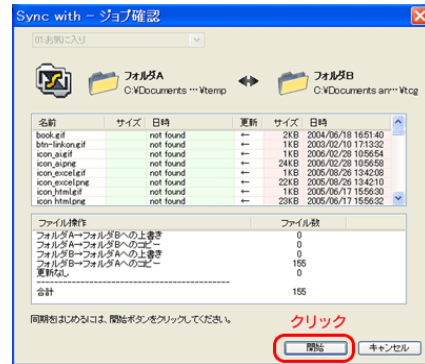 Sync with - ジョブ確認
01お気に入り
フォルダA
C:¥Documents …¥temp
フォルダB
C:¥Documents an…¥tcg
名前 サイズ 日時 更新 サイズ 日時
book.gif not found ← 2KB 2004/06/18 16:51:40
btn-linkon.gif not found ← 1KB 2003/02/10 17:13:32
icon_ai.gif not found ← 1KB 2006/02/28 10:56:54
icon_ai.png not found ← 24KB 2006/02/28 10:56:58
icon_excel.gif not found ← 1KB 2005/08/26 13:42:08
icon_excel.png not found ← 22KB 2005/08/26 13:42:10
icon_html.gif not found ← 1KB 2005/06/17 15:56:30
icon html.png not found ← 23KB 2005/06/17 15:56:32
ファイル操作 ファイル数
フォルダA→フォルダBへの上書き 0
フォルダA→フォルダBへのコピー 0
フォルダB→フォルダAへの上書き 0
フォルダB→フォルダAへのコピー 155
更新なし 0
合計 155
同期をはじめるには、開始ボタンをクリックしてください。
クリック
開始 キャンセル